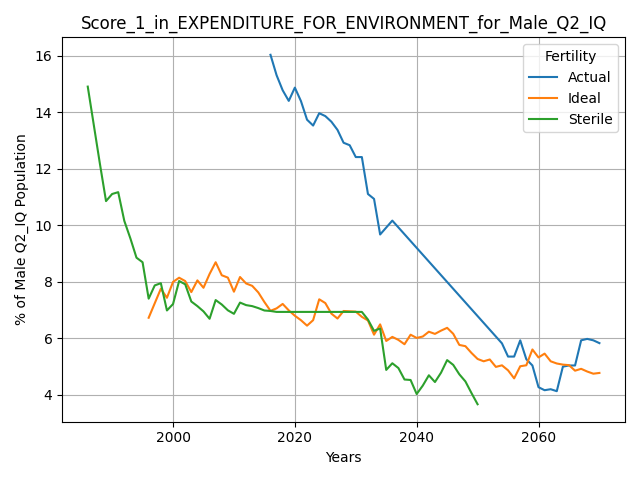 Score_1_in_EXPENDITURE_FOR_ENVIRONMENT_for_Male_Q2_IQ
Fertility
Actual
Ideal
Sterile
% of Male Q2_IQ Population
16
14
12
10
8
6
4
2000 2020 2040 2060
Years